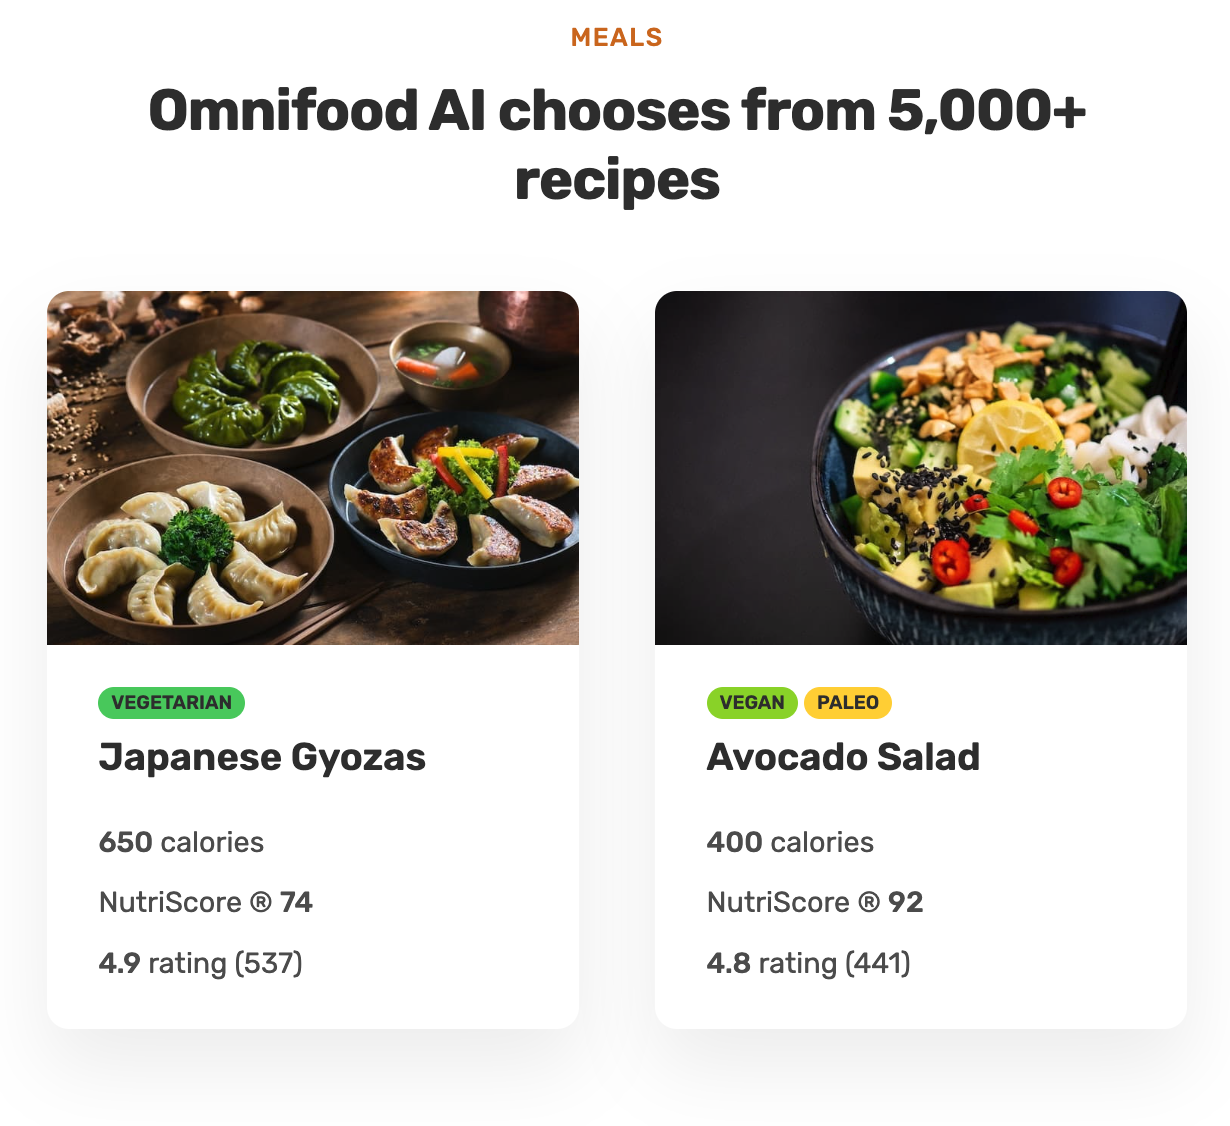 MEALS
Omnifood AI chooses from 5,000+
recipes
VEGETARIAN
Japanese Gyozas
650 calories
NutriScore ® 74
4.9 rating (537)
VEGAN PALEO
Avocado Salad
400 calories
NutriScore ® 92
4.8 rating (441)